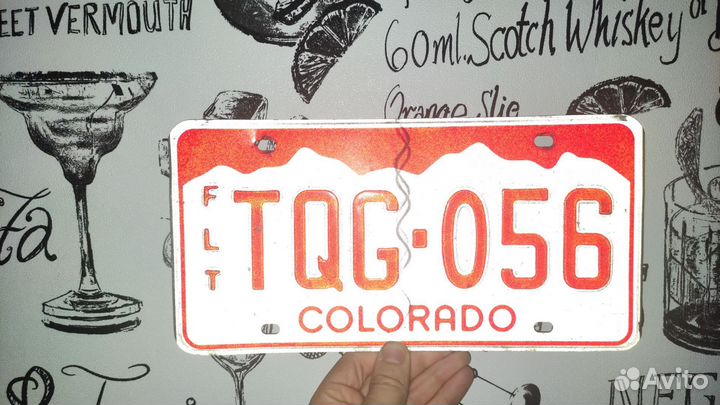 EET VERMOUTH
60ml. Scotch Whiskey
Orange Slie
FLT
TQG·056
COLORADO
Avito